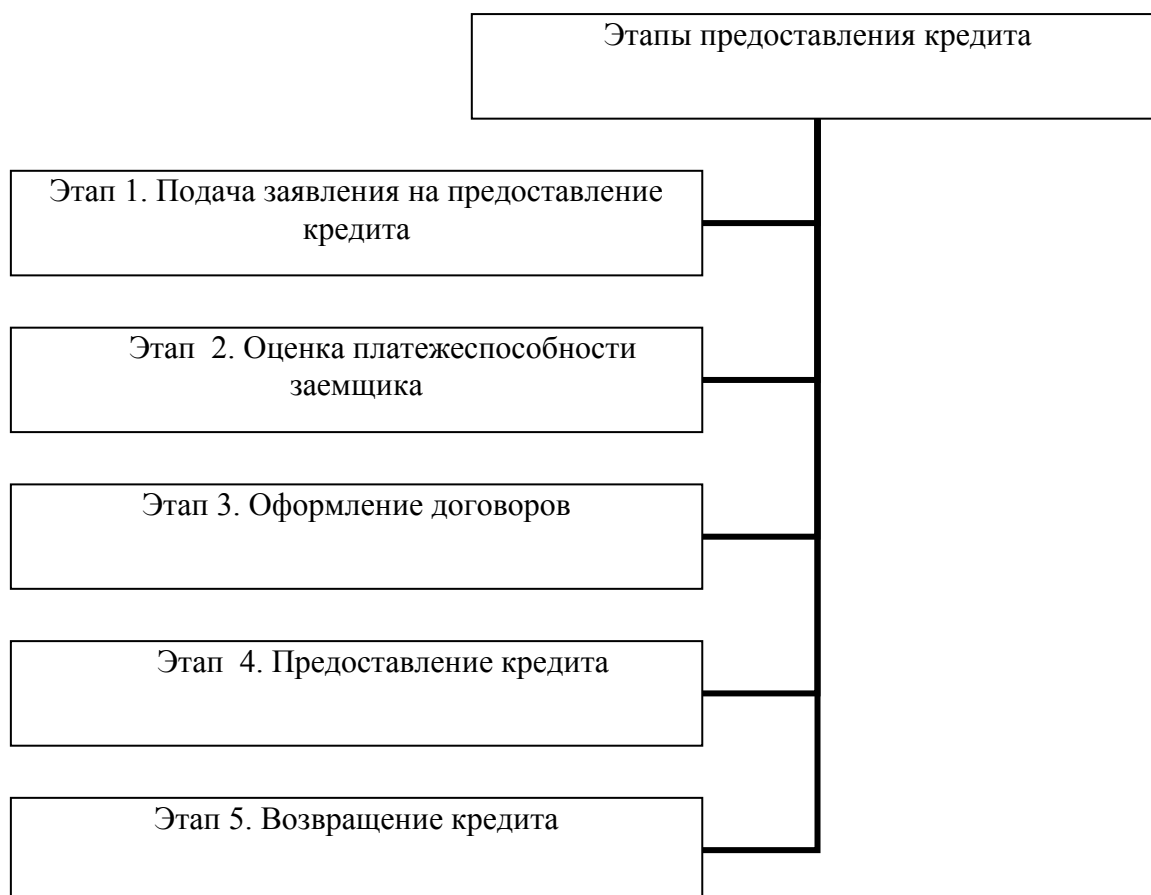 Этапы предоставления кредита
Этап 1. Подача заявления на предоставление
кредита
Этап 2. Оценка платежеспособности
заемщика
Этап 3. Оформление договоров
Этап 4. Предоставление кредита
Этап 5. Возвращение кредита